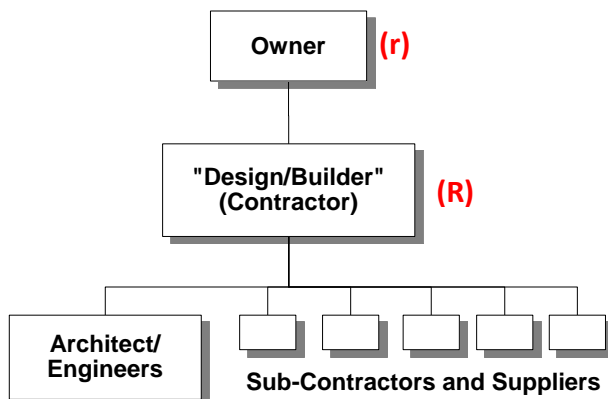 Owner
(r)
"Design/Builder"
(Contractor)
(R)
Architect/
Engineers
Sub-Contractors and Suppliers